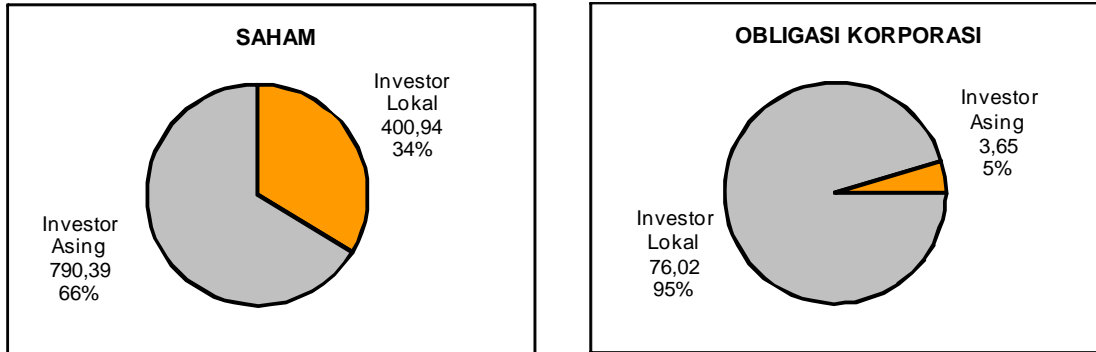 SAHAM
Investor
Lokal
400,94
34%
Investor
Asing
790,39
66%
OBLIGASI KORPORASI
Investor
Asing
3,65
5%
Investor
Lokal
76,02
95%